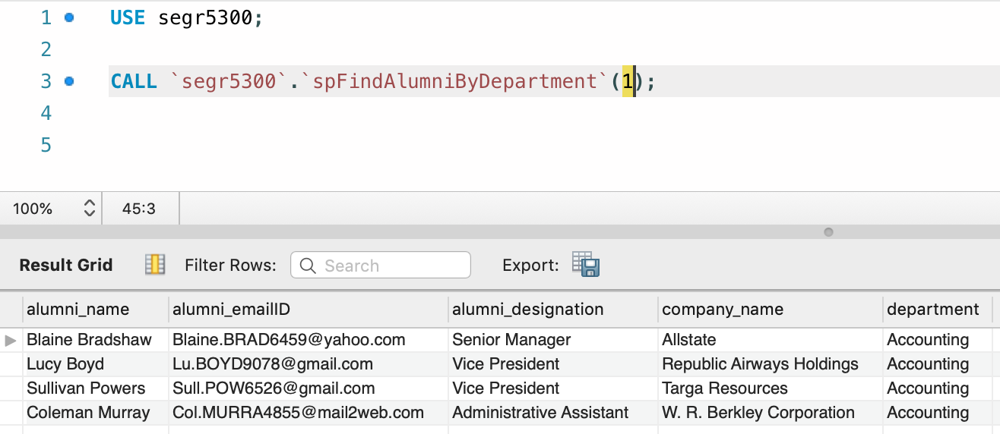 1 USE segr5300;
2
3 CALL `segr5300`.`spFindAlumniByDepartment`(1);
4
5
100% 45:3
Result Grid Filter Rows: Search Export:
alumni_name alumni_emailID alumni_designation company_name department
Blaine Bradshaw Blaine.BRAD6459@yahoo.com Senior Manager Allstate Accounting
Lucy Boyd Lu.BOYD9078@gmail.com Vice President Republic Airways Holdings Accounting
Sullivan Powers Sull.POW6526@gmail.com Vice President Targa Resources Accounting
Coleman Murray Col.MURRA4855@mail2web.com Administrative Assistant W. R. Berkley Corporation Accounting